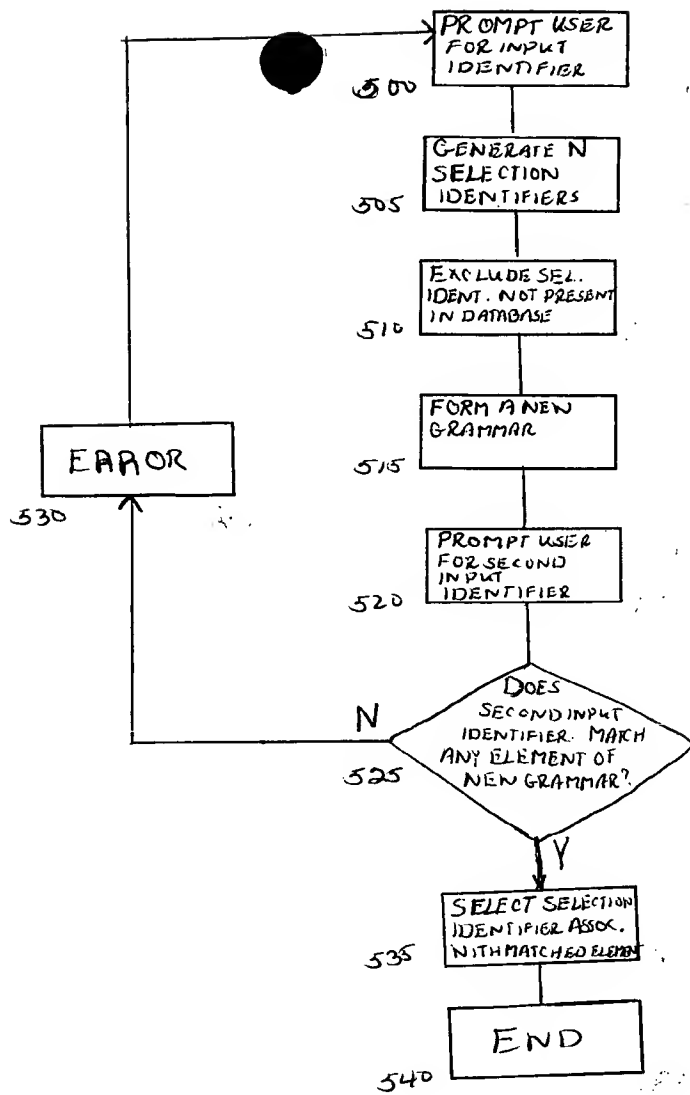 PROMPT USER
FOR INPUT
IDENTIFIER
500
GENERATE N
SELECTION
IDENTIFIERS
505
EXCLUDE SEL.
IDENT. NOT PRESENT
IN DATABASE
510
FORM A NEW
GRAMMAR
515
ERROR
530
PROMPT USER
FOR SECOND
INPUT
IDENTIFIER
520
DOES
SECOND INPUT
IDENTIFIER MATCH
ANY ELEMENT OF
NEW GRAMMAR?
N
525
Y
SELECT SELECTION
IDENTIFIER ASSOC.
WITH MATCHED ELEMENT
535
END
540